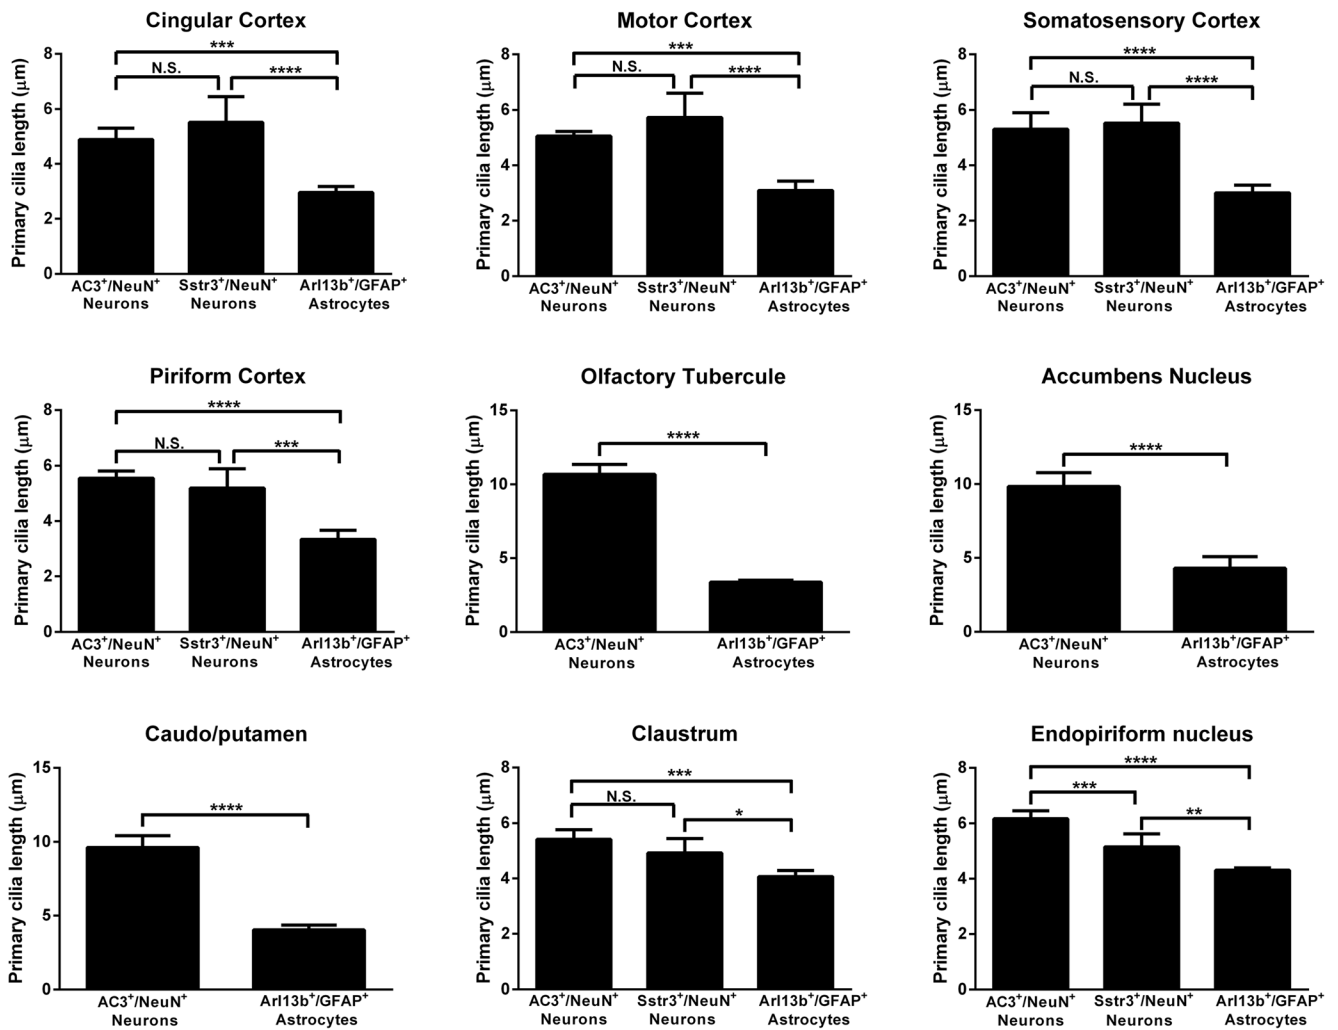 Cingular Cortex
Primary cilia length (μm)
8
6
4
2
0
***
N.S.
****
AC3⁺/NeuN⁺
Neurons
Sstr3⁺/NeuN⁺
Neurons
Arl13b⁺/GFAP⁺
Astrocytes
Motor Cortex
Primary cilia length (μm)
8
6
4
2
0
***
N.S.
****
AC3⁺/NeuN⁺
Neurons
Sstr3⁺/NeuN⁺
Neurons
Arl13b⁺/GFAP⁺
Astrocytes
Somatosensory Cortex
Primary cilia length (μm)
8
6
4
2
0
****
N.S.
****
AC3⁺/NeuN⁺
Neurons
Sstr3⁺/NeuN⁺
Neurons
Arl13b⁺/GFAP⁺
Astrocytes
Piriform Cortex
Primary cilia length (μm)
8
6
4
2
0
****
N.S.
***
AC3⁺/NeuN⁺
Neurons
Sstr3⁺/NeuN⁺
Neurons
Arl13b⁺/GFAP⁺
Astrocytes
Olfactory Tubercule
Primary cilia length (μm)
15
10
5
0
****
AC3⁺/NeuN⁺
Neurons
Arl13b⁺/GFAP⁺
Astrocytes
Accumbens Nucleus
Primary cilia length (μm)
15
10
5
0
****
AC3⁺/NeuN⁺
Neurons
Arl13b⁺/GFAP⁺
Astrocytes
Caudo/putamen
Primary cilia length (μm)
15
10
5
0
****
AC3⁺/NeuN⁺
Neurons
Arl13b⁺/GFAP⁺
Astrocytes
Claustrum
Primary cilia length (μm)
8
6
4
2
0
***
N.S.
*
AC3⁺/NeuN⁺
Neurons
Sstr3⁺/NeuN⁺
Neurons
Arl13b⁺/GFAP⁺
Astrocytes
Endopiriform nucleus
Primary cilia length (μm)
8
6
4
2
0
****
***
**
AC3⁺/NeuN⁺
Neurons
Sstr3⁺/NeuN⁺
Neurons
Arl13b⁺/GFAP⁺
Astrocytes